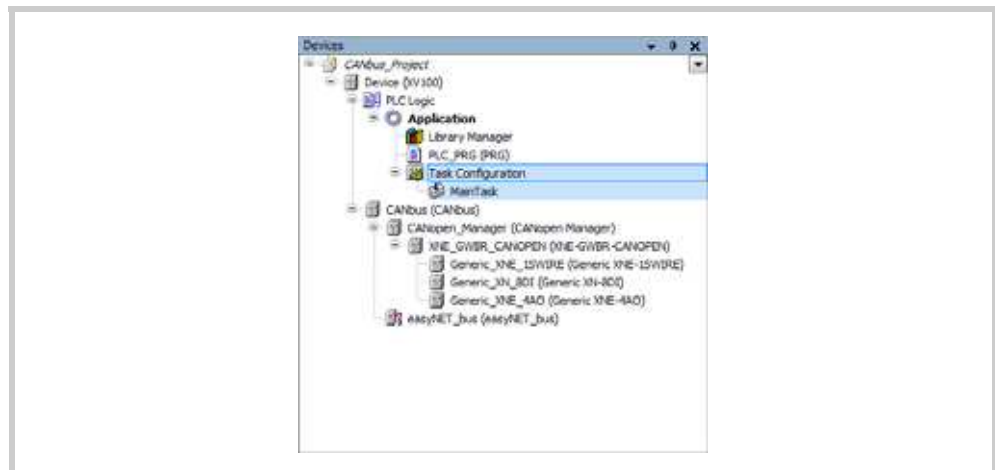 Devices
CANbus_Project
Device (XV100)
PLC Logic
Application
Library Manager
PLC_PRG (PRG)
Task Configuration
MainTask
CANbus (CANbus)
CANopen_Manager (CANopen Manager)
XNE_GWBR_CANOPEN (XNE-GWBR-CANOPEN)
Generic_XNE_1SWIRE (Generic XNE-1SWIRE)
Generic_XN_8DI (Generic XN-8DI)
Generic_XNE_4AO (Generic XNE-4AO)
easyNET_bus (easyNET_bus)